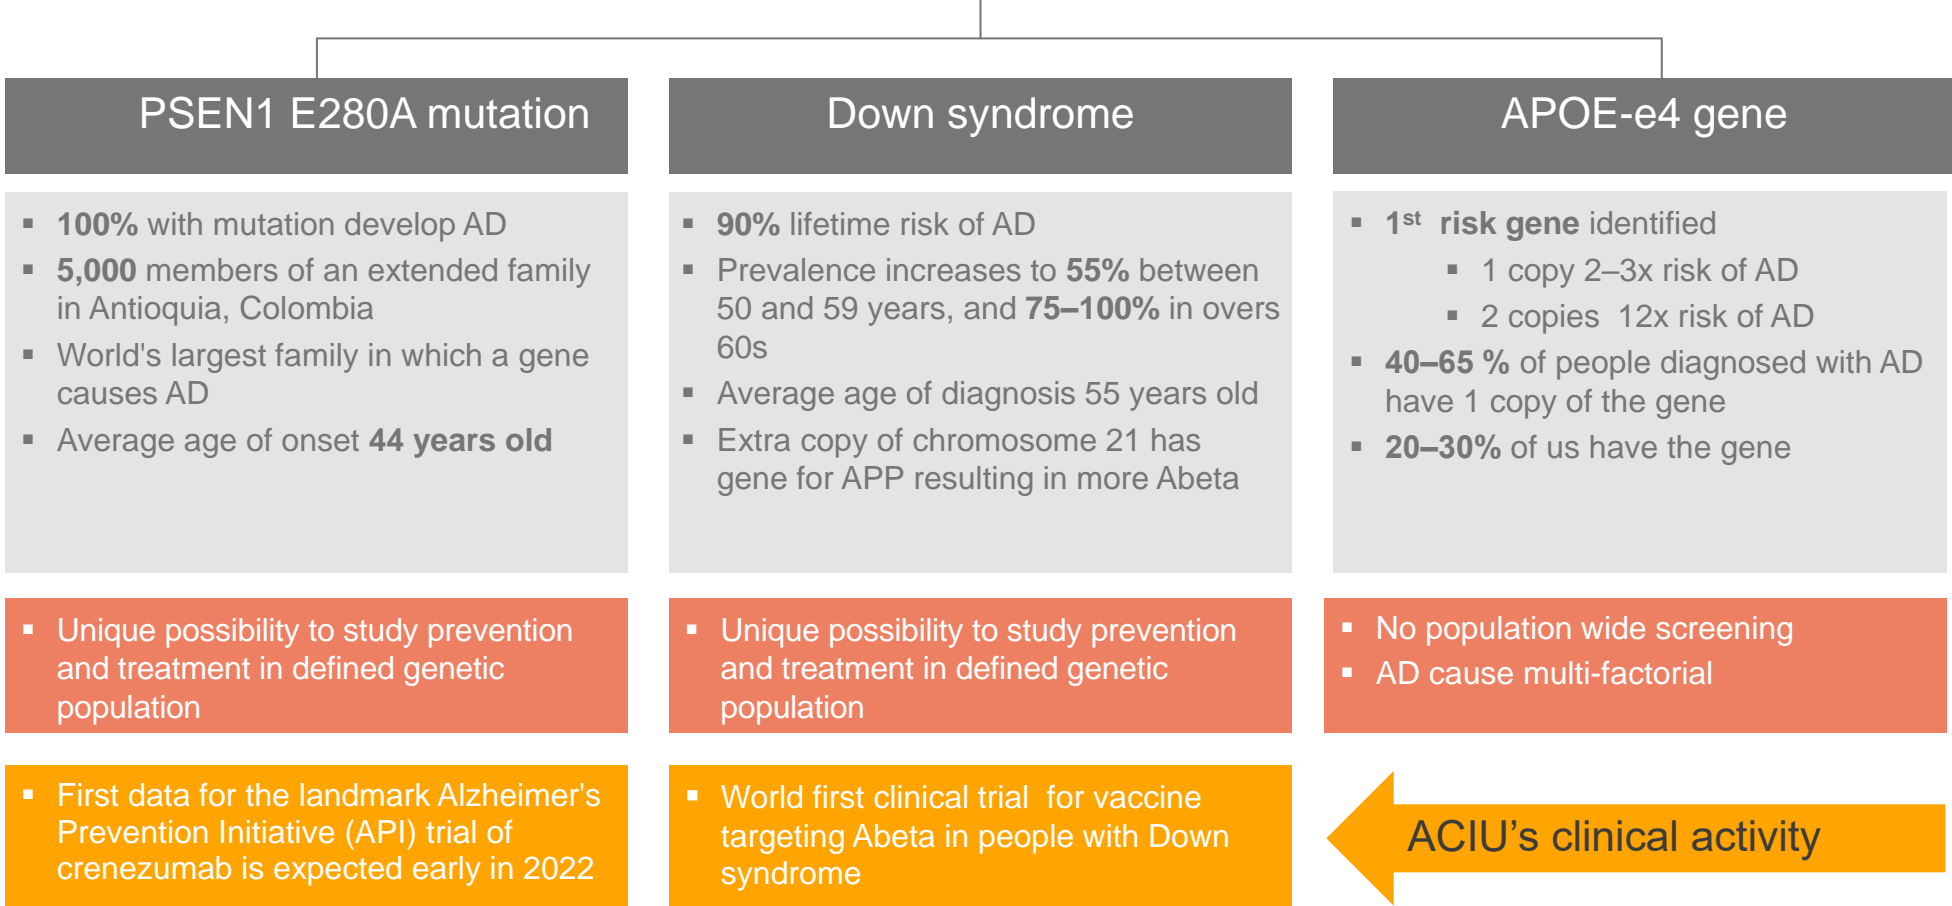 PSEN1 E280A mutation
▪ 100% with mutation develop AD
▪ 5,000 members of an extended family
in Antioquia, Colombia
▪ World's largest family in which a gene
causes AD
▪ Average age of onset 44 years old
▪ Unique possibility to study prevention
and treatment in defined genetic
population
▪ First data for the landmark Alzheimer's
Prevention Initiative (API) trial of
crenezumab is expected early in 2022
Down syndrome
▪ 90% lifetime risk of AD
▪ Prevalence increases to 55% between
50 and 59 years, and 75–100% in overs
60s
▪ Average age of diagnosis 55 years old
▪ Extra copy of chromosome 21 has
gene for APP resulting in more Abeta
▪ Unique possibility to study prevention
and treatment in defined genetic
population
▪ World first clinical trial for vaccine
targeting Abeta in people with Down
syndrome
APOE-e4 gene
▪ 1st risk gene identified
▪ 1 copy 2–3x risk of AD
▪ 2 copies 12x risk of AD
▪ 40–65 % of people diagnosed with AD
have 1 copy of the gene
▪ 20–30% of us have the gene
▪ No population wide screening
▪ AD cause multi-factorial
ACIU’s clinical activity